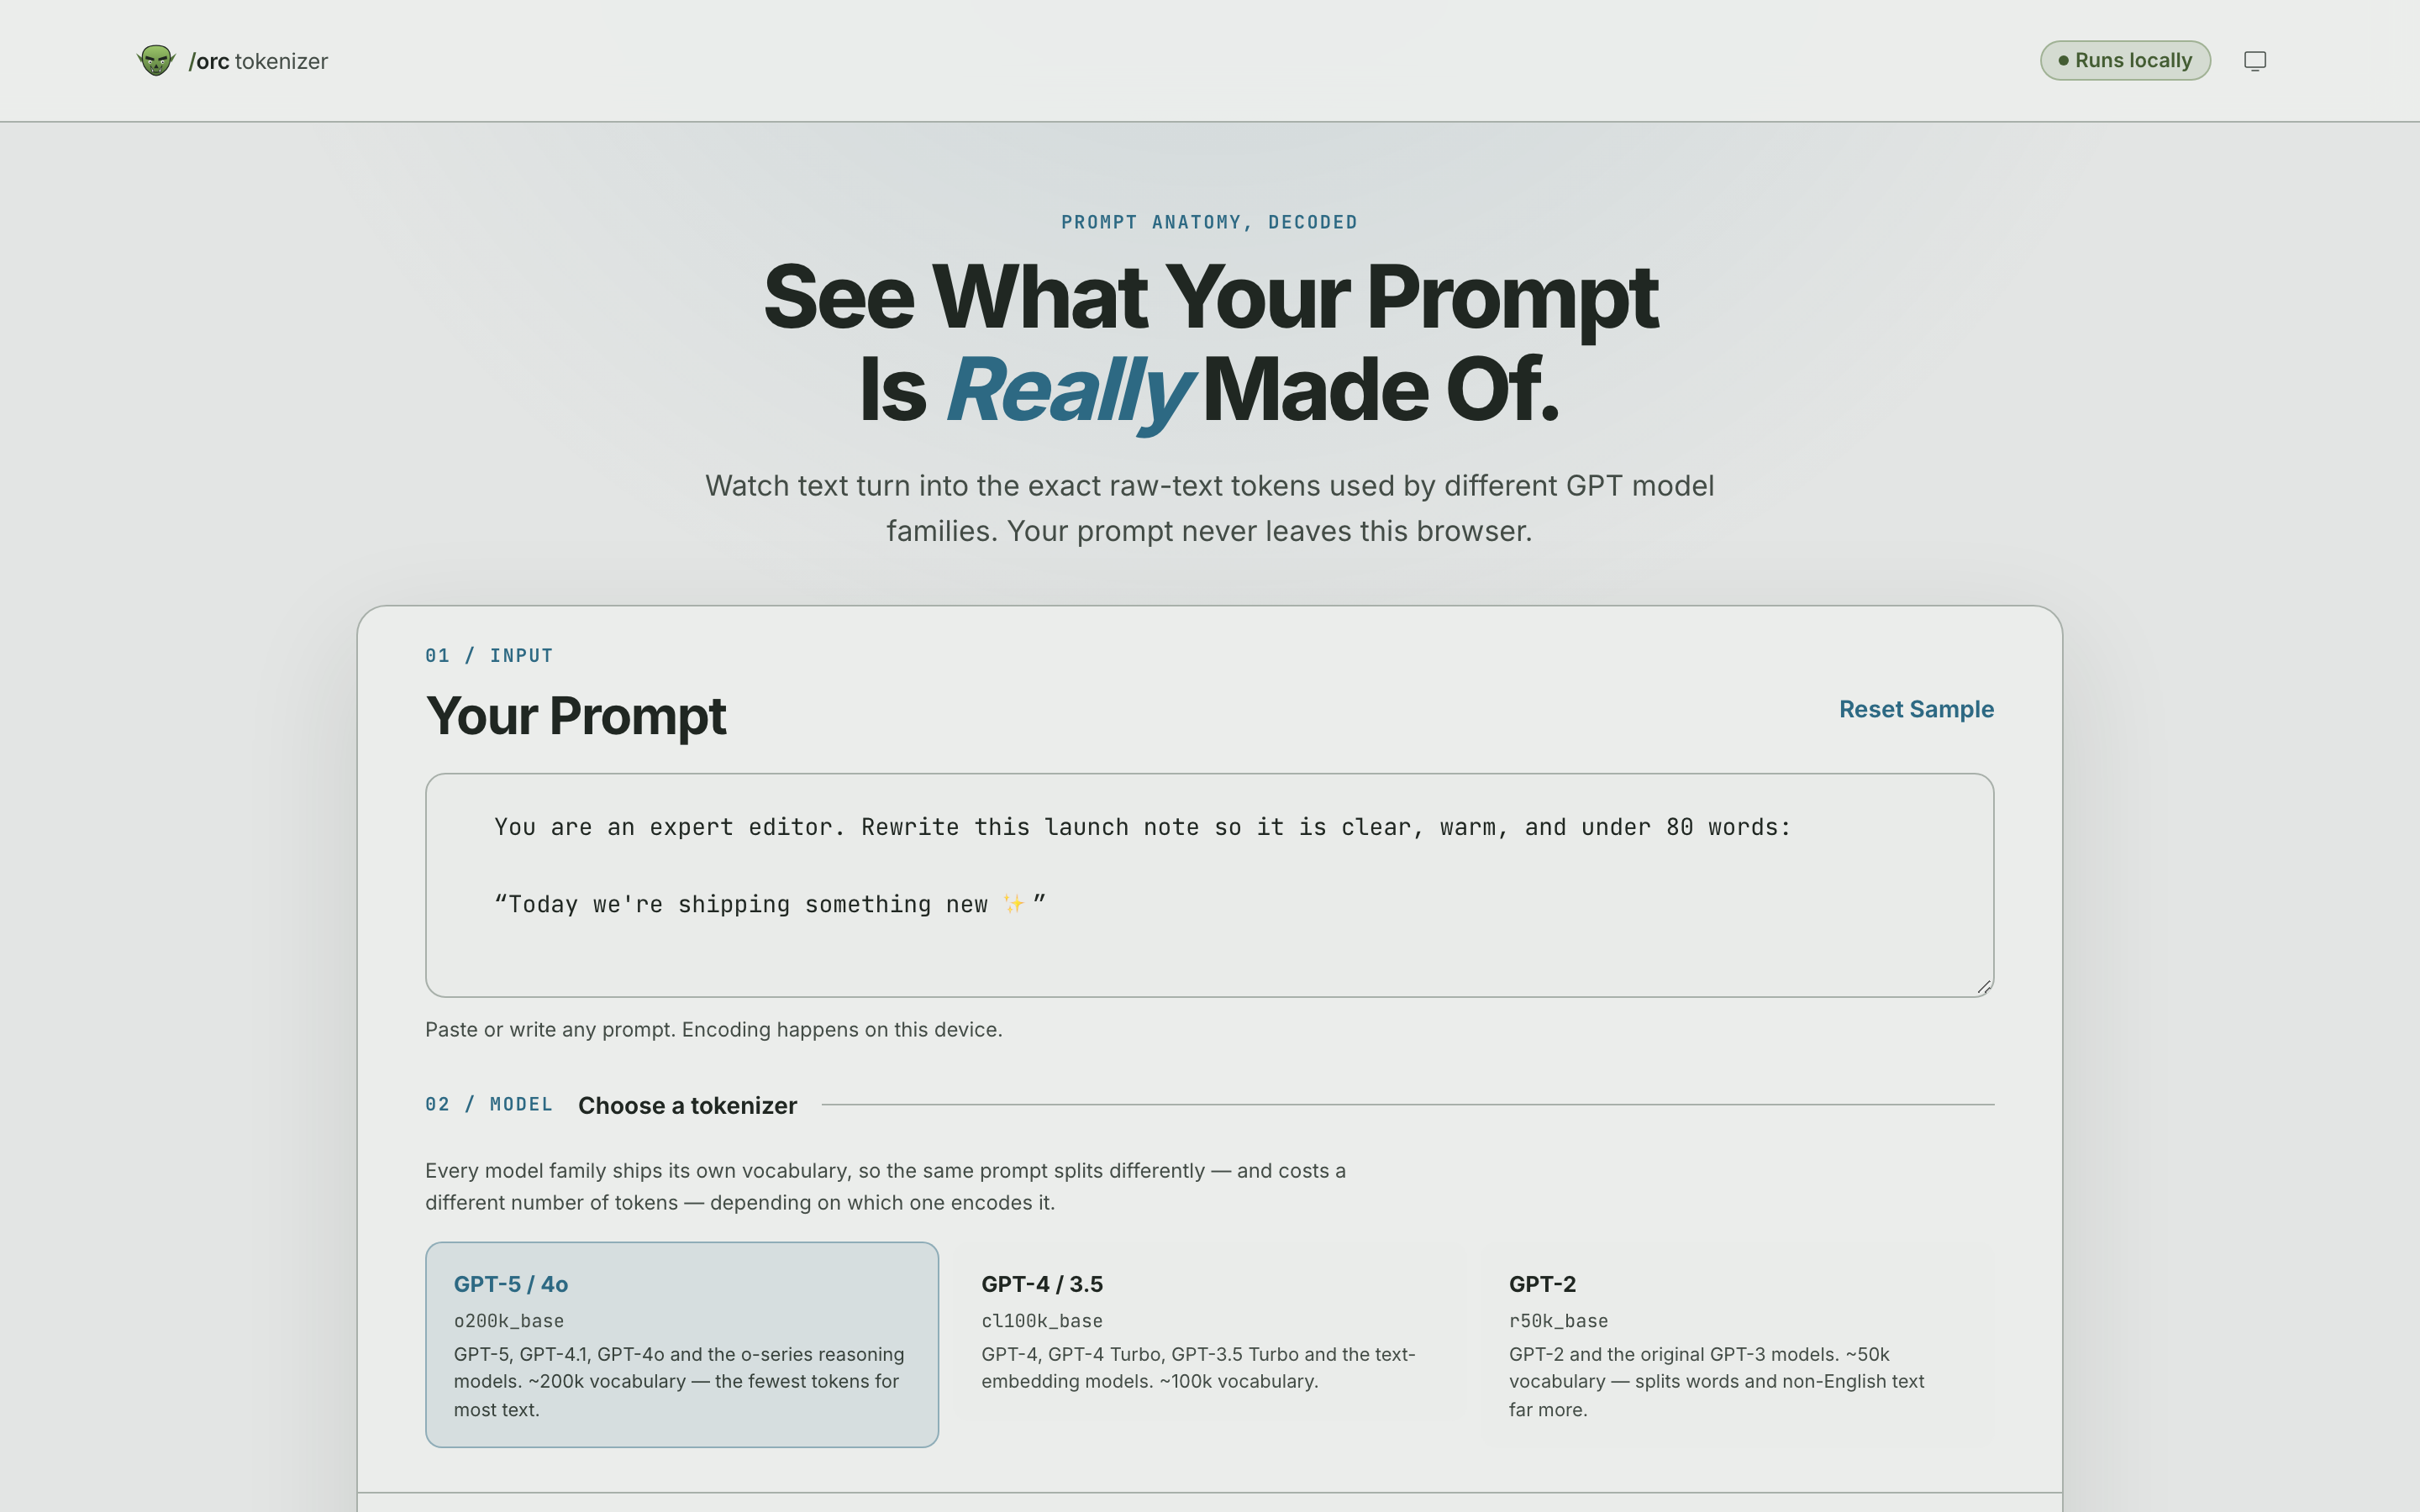 /orc tokenizer
Runs locally
PROMPT ANATOMY, DECODED
See What Your Prompt
Is Really Made Of.
Watch text turn into the exact raw-text tokens used by different GPT model
families. Your prompt never leaves this browser.
01 / INPUT
Your Prompt
Reset Sample
You are an expert editor. Rewrite this launch note so it is clear, warm, and under 80 words:
“Today we're shipping something new ✨”
Paste or write any prompt. Encoding happens on this device.
02 / MODEL Choose a tokenizer
Every model family ships its own vocabulary, so the same prompt splits differently — and costs a
different number of tokens — depending on which one encodes it.
GPT-5 / 4o
o200k_base
GPT-5, GPT-4.1, GPT-4o and the o-series reasoning
models. ~200k vocabulary — the fewest tokens for
most text.
GPT-4 / 3.5
cl100k_base
GPT-4, GPT-4 Turbo, GPT-3.5 Turbo and the text-
embedding models. ~100k vocabulary.
GPT-2
r50k_base
GPT-2 and the original GPT-3 models. ~50k
vocabulary — splits words and non-English text
far more.